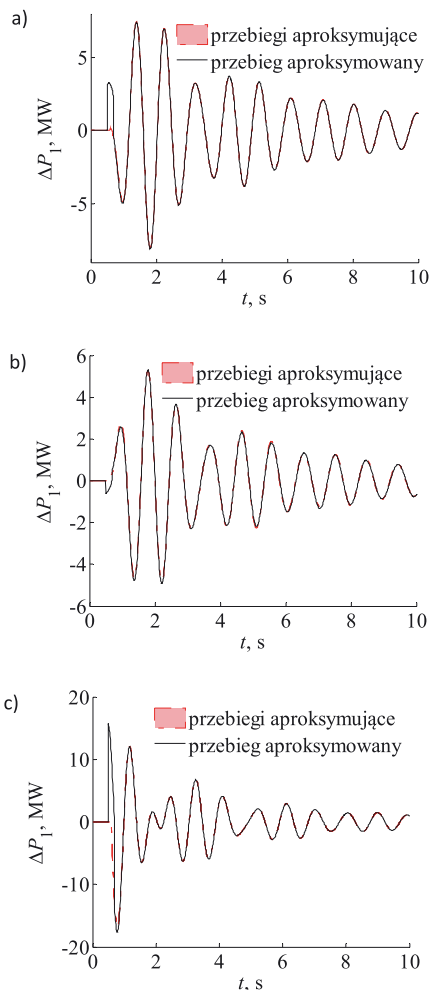 a)
przebiegi aproksymujące
przebieg aproksymowany
ΔP₁, MW
5
0
-5
0 2 4 6 8 10
t, s
b)
przebiegi aproksymujące
przebieg aproksymowany
ΔP₁, MW
6
4
2
0
-2
-4
-6
0 2 4 6 8 10
t, s
c)
przebiegi aproksymujące
przebieg aproksymowany
ΔP₁, MW
20
10
0
-10
-20
0 2 4 6 8 10
t, s